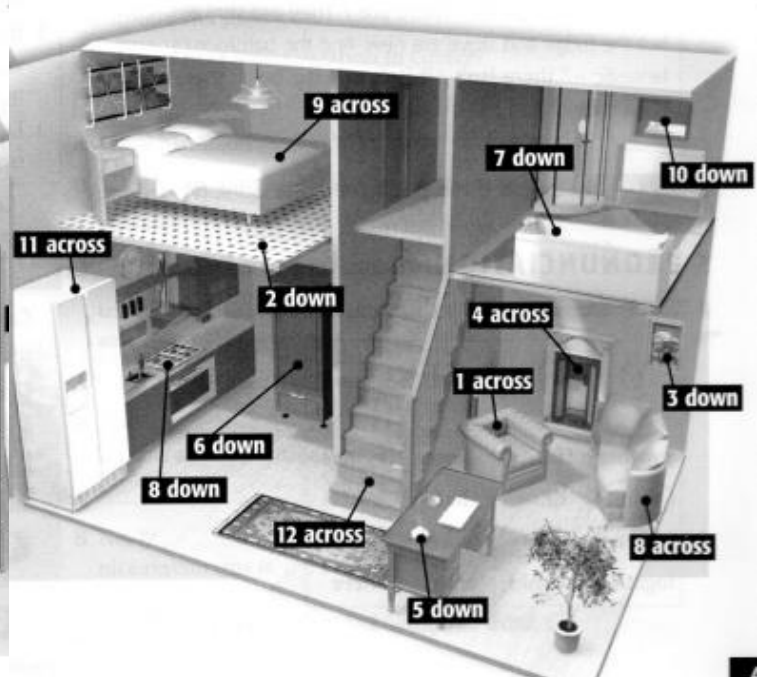 9 across
7 down
10 down
11 across
2 down
4 across
1 across
3 down
6 down
8 down
12 across
8 across
5 down